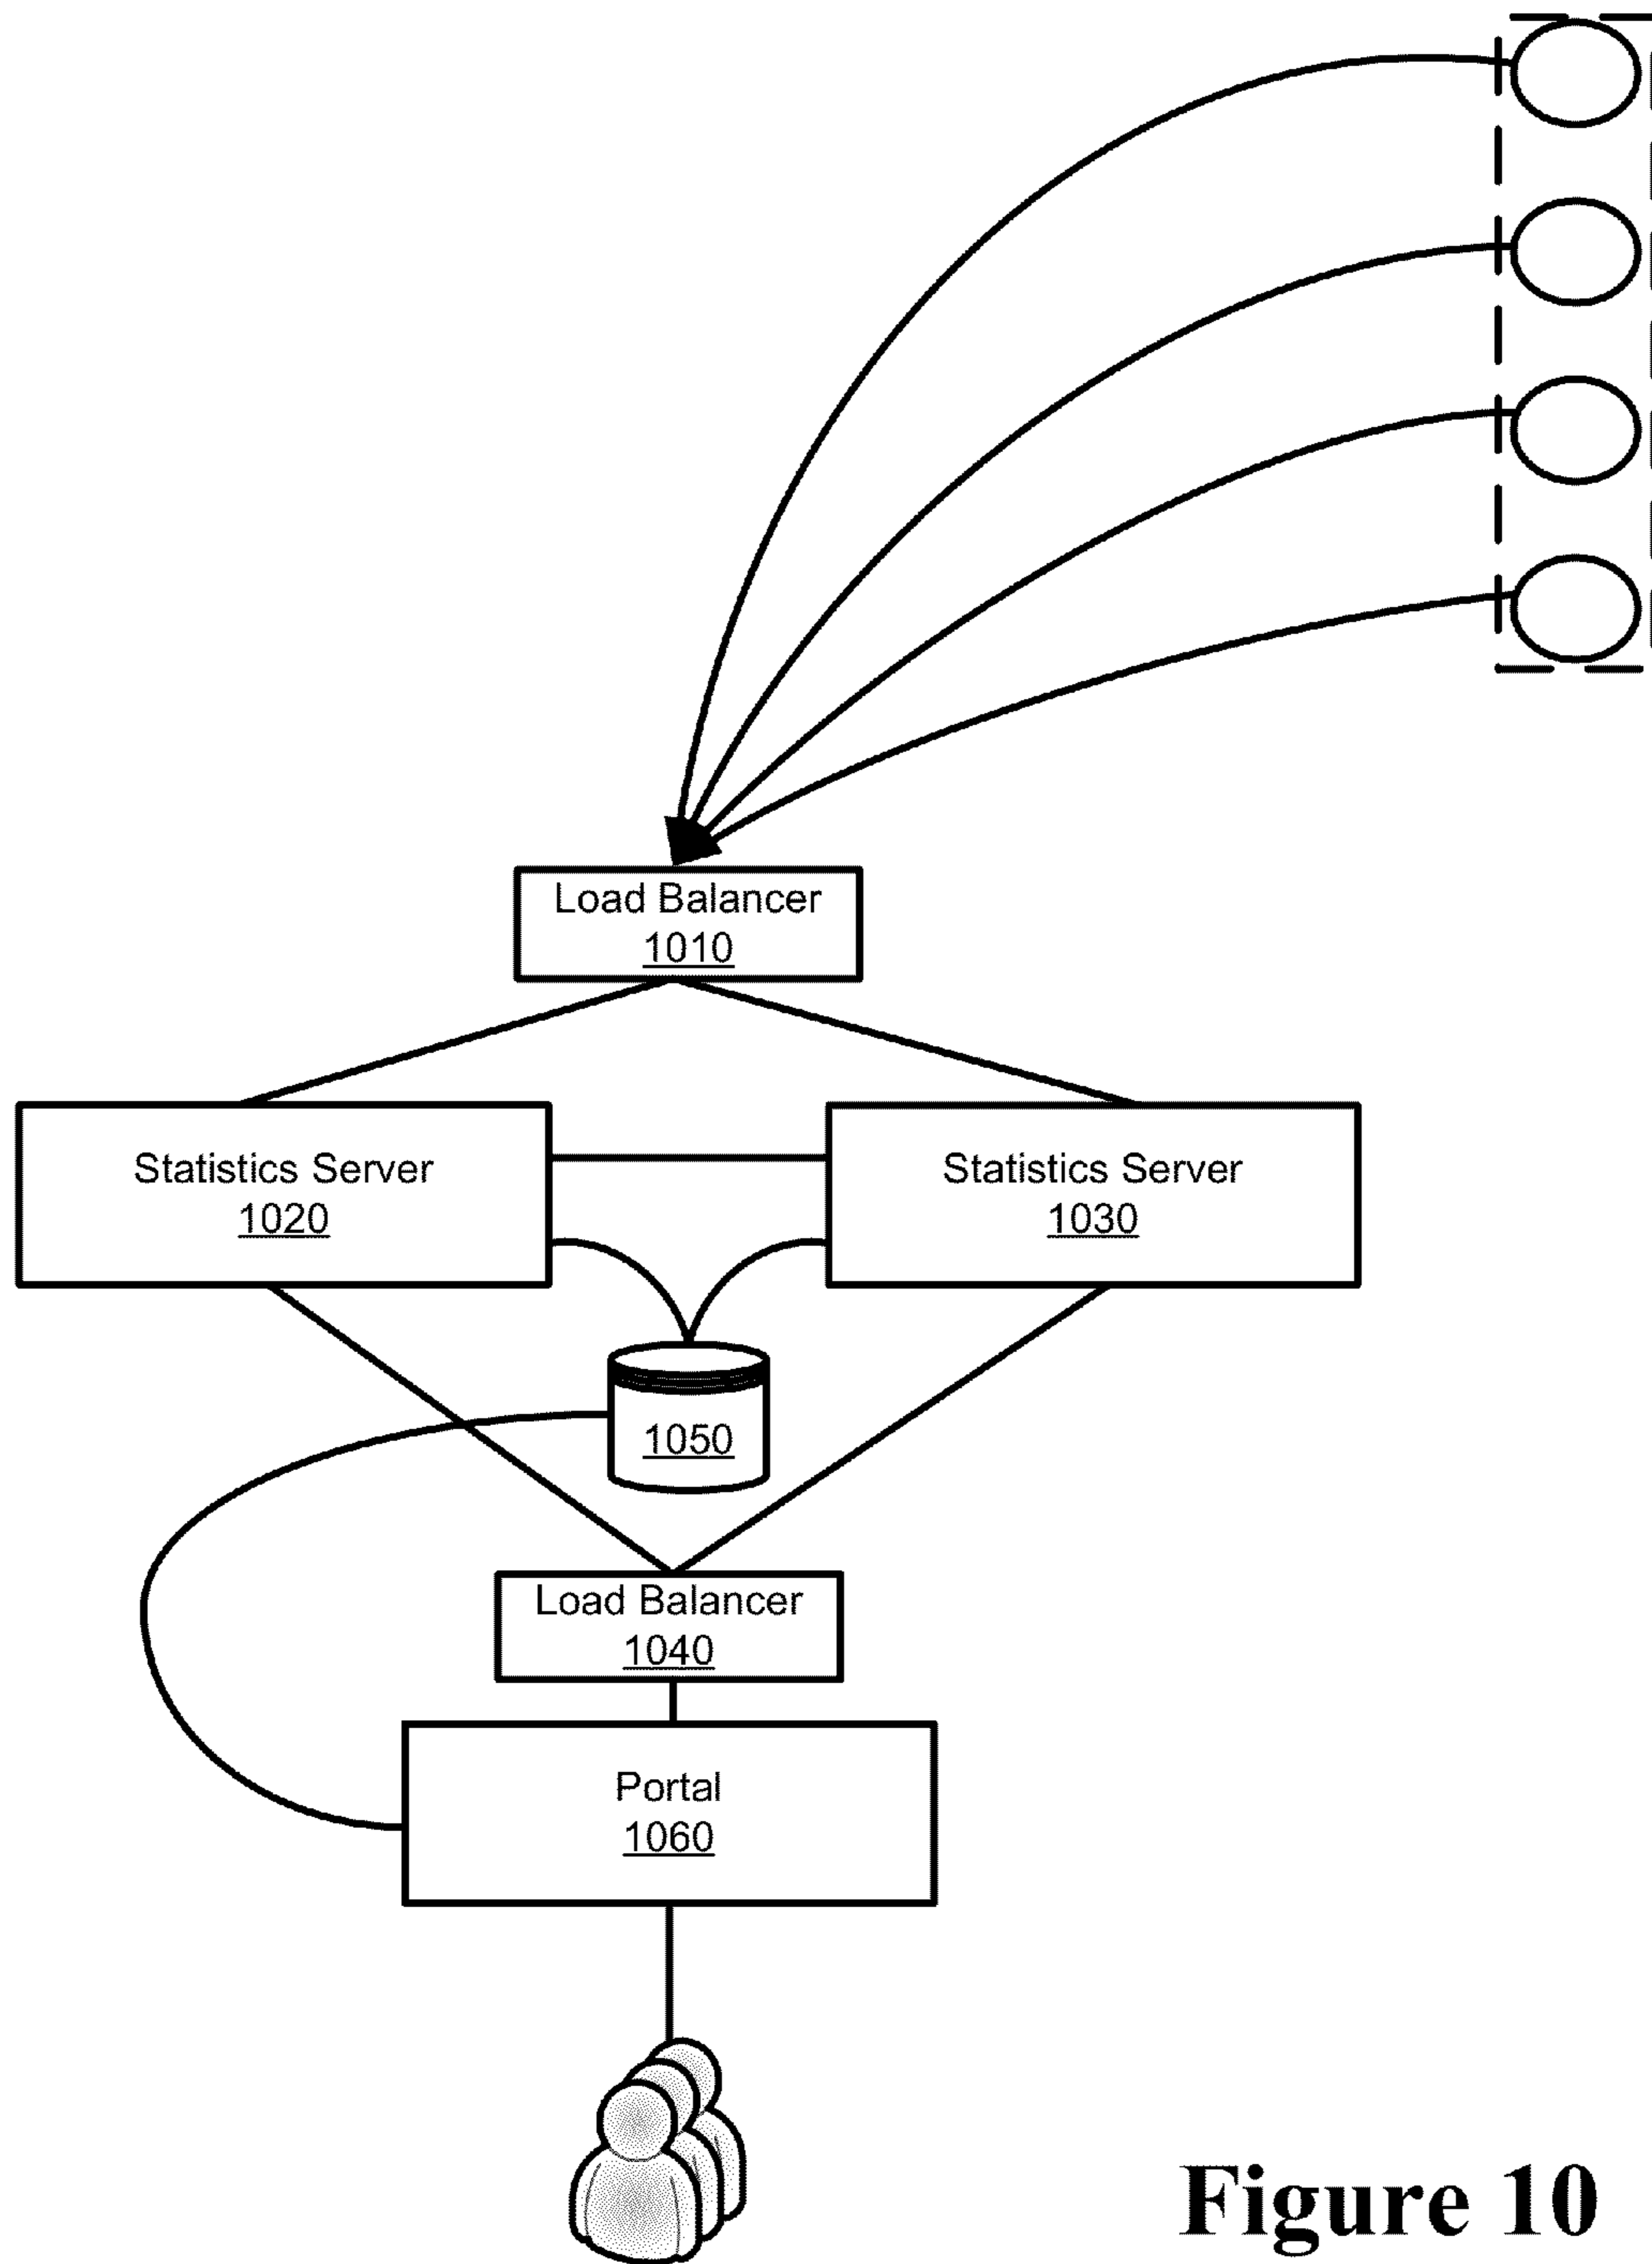 Load Balancer
1010
Statistics Server
1020
Statistics Server
1030
1050
Load Balancer
1040
Portal
1060
Figure 10